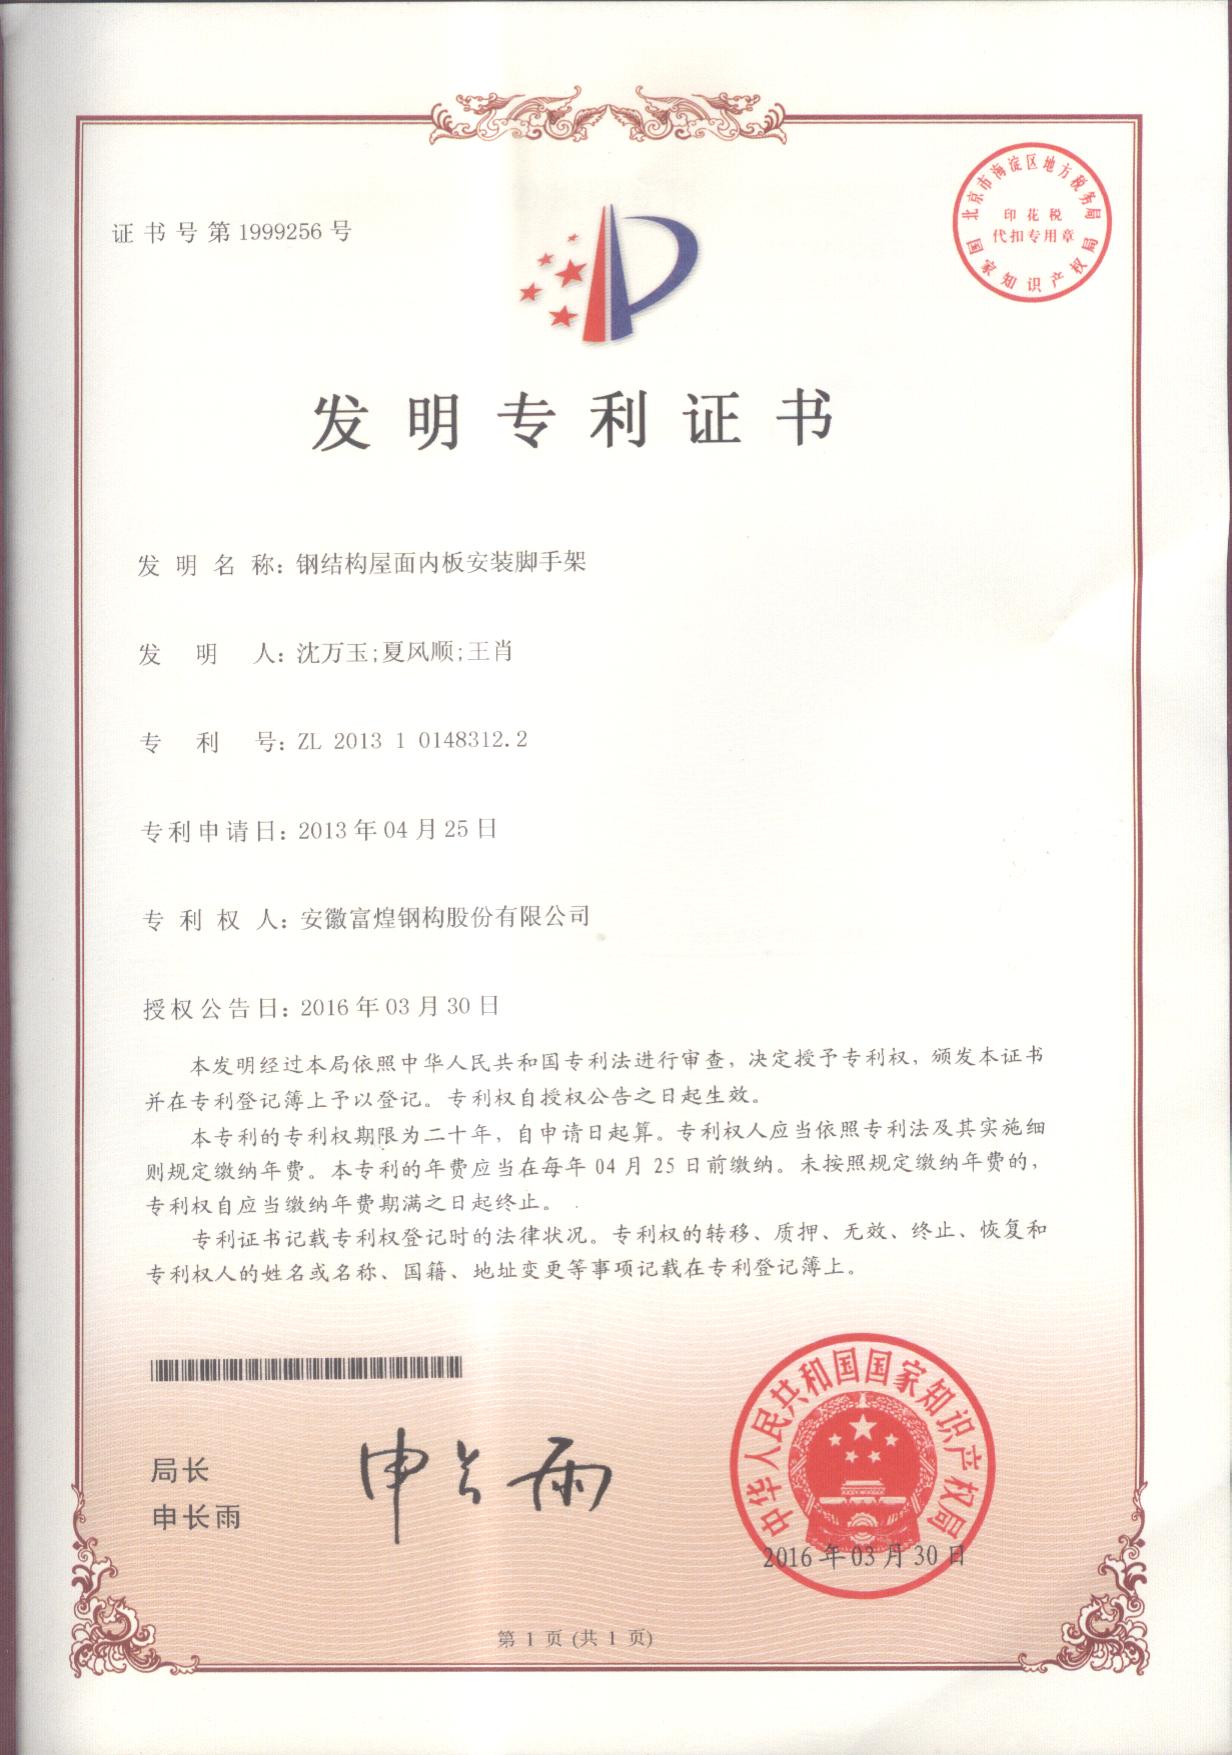 证书号第1999256号
北京市海淀区地方税务局
印花税
代扣专用章
国家知识产权局
发明专利证书
发明名称：钢结构屋面内板安装脚手架
发明人：沈万玉;夏风顺;王肖
专利号：ZL 2013 1 0148312.2
专利申请日：2013年04月25日
专利权人：安徽富煌钢构股份有限公司
授权公告日：2016年03月30日
本发明经过本局依照中华人民共和国专利法进行审查，决定授予专利权，颁发本证书
并在专利登记簿上予以登记。专利权自授权公告之日起生效。
本专利的专利权期限为二十年，自申请日起算。专利权人应当依照专利法及其实施细
则规定缴纳年费。本专利的年费应当在每年04月25日前缴纳。未按照规定缴纳年费的，
专利权自应当缴纳年费期满之日起终止。
专利证书记载专利权登记时的法律状况。专利权的转移、质押、无效、终止、恢复和
专利权人的姓名或名称、国籍、地址变更等事项记载在专利登记簿上。
局长
申长雨
申长雨
中华人民共和国国家知识产权局
2016年03月30日
第1页(共1页)